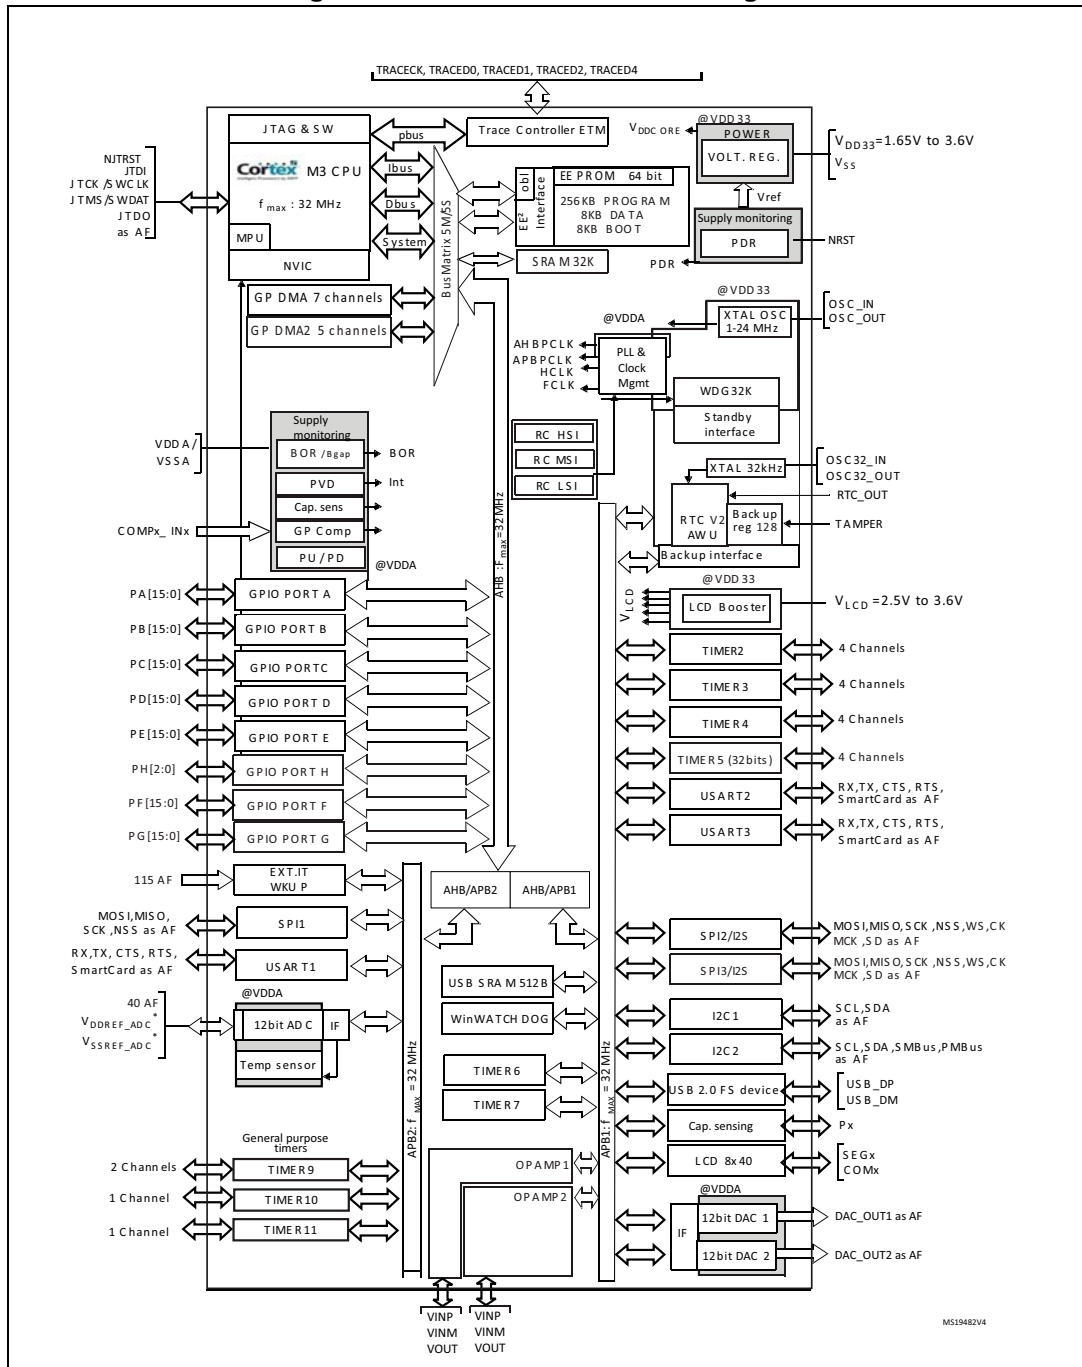 TRACECK, TRACED0, TRACED1, TRACED2, TRACED4
JTAG & SW
pbus
Trace Controller ETM
NJTRST
JTDI
JTCK /SWCLK
JTMS/SWDAT
JTDO
as AF
Cortex M3 CPU
fmax : 32 MHz
MPU
NVIC
Ibus
Dbus
System
BusMatrix 5M/5S
GP DMA 7 channels
GP DMA2 5 channels
EE² obl Interface
EEPROM 64 bit
256KB PROGRAM
8KB DATA
8KB BOOT
SRAM 32K
VDDCORE
@VDD33
POWER
VOLT. REG.
VDD33=1.65V to 3.6V
VSS
Vref
Supply monitoring
PDR
PDR
NRST
@VDD33
XTAL OSC
1-24 MHz
OSC_IN
OSC_OUT
@VDDA
PLL &
Clock
Mgmt
AHBPCLK
APBPCLK
HCLK
FCLK
WDG32K
Standby
interface
RC HSI
RC MSI
RC LSI
XTAL 32kHz
OSC32_IN
OSC32_OUT
RTC_OUT
TAMPER
RTC V2
AWU
Backup
reg 128
Backup interface
VDDA/
VSSA
Supply
monitoring
BOR /Bgap
BOR
PVD
Int
Cap. sens
GP Comp
PU/PD
COMPx_INx
@VDDA
AHB :Fmax=32 MHz
@VDD33
LCD Booster
VLCD
VLCD =2.5V to 3.6V
PA[15:0]
GPIO PORT A
PB[15:0]
GPIO PORT B
PC[15:0]
GPIO PORTC
PD[15:0]
GPIO PORT D
PE[15:0]
GPIO PORT E
PH[2:0]
GPIO PORT H
PF[15:0]
GPIO PORT F
PG[15:0]
GPIO PORT G
TIMER2
4 Channels
TIMER3
4 Channels
TIMER4
4 Channels
TIMER5 (32bits)
4 Channels
USART2
RX,TX, CTS, RTS,
SmartCard as AF
USART3
RX,TX, CTS, RTS,
SmartCard as AF
115 AF
EXT.IT
WKUP
AHB/APB2
AHB/APB1
MOSI,MISO,
SCK,NSS as AF
SPI1
RX,TX, CTS, RTS,
SmartCard as AF
USART1
@VDDA
40 AF
VDDREF_ADC*
VSSREF_ADC*
12bit ADC
IF
Temp sensor
USB SRAM 512B
WinWATCHDOG
TIMER6
TIMER7
APB2: fMAX = 32 MHz
APB1: fMAX = 32 MHz
SPI2/I2S
MOSI,MISO,SCK,NSS,WS,CK
MCK,SD as AF
SPI3/I2S
MOSI,MISO,SCK,NSS,WS,CK
MCK,SD as AF
I2C1
SCL,SDA
as AF
I2C2
SCL,SDA,SMBus,PMBus
as AF
USB 2.0 FS device
USB_DP
USB_DM
Cap. sensing
Px
LCD 8x40
SEGx
COMx
General purpose
timers
2 Channels
TIMER9
1 Channel
TIMER10
1 Channel
TIMER11
OPAMP1
OPAMP2
@VDDA
IF
12bit DAC 1
DAC_OUT1 as AF
12bit DAC 2
DAC_OUT2 as AF
VINP
VINM
VOUT
VINP
VINM
VOUT
MS19482V4